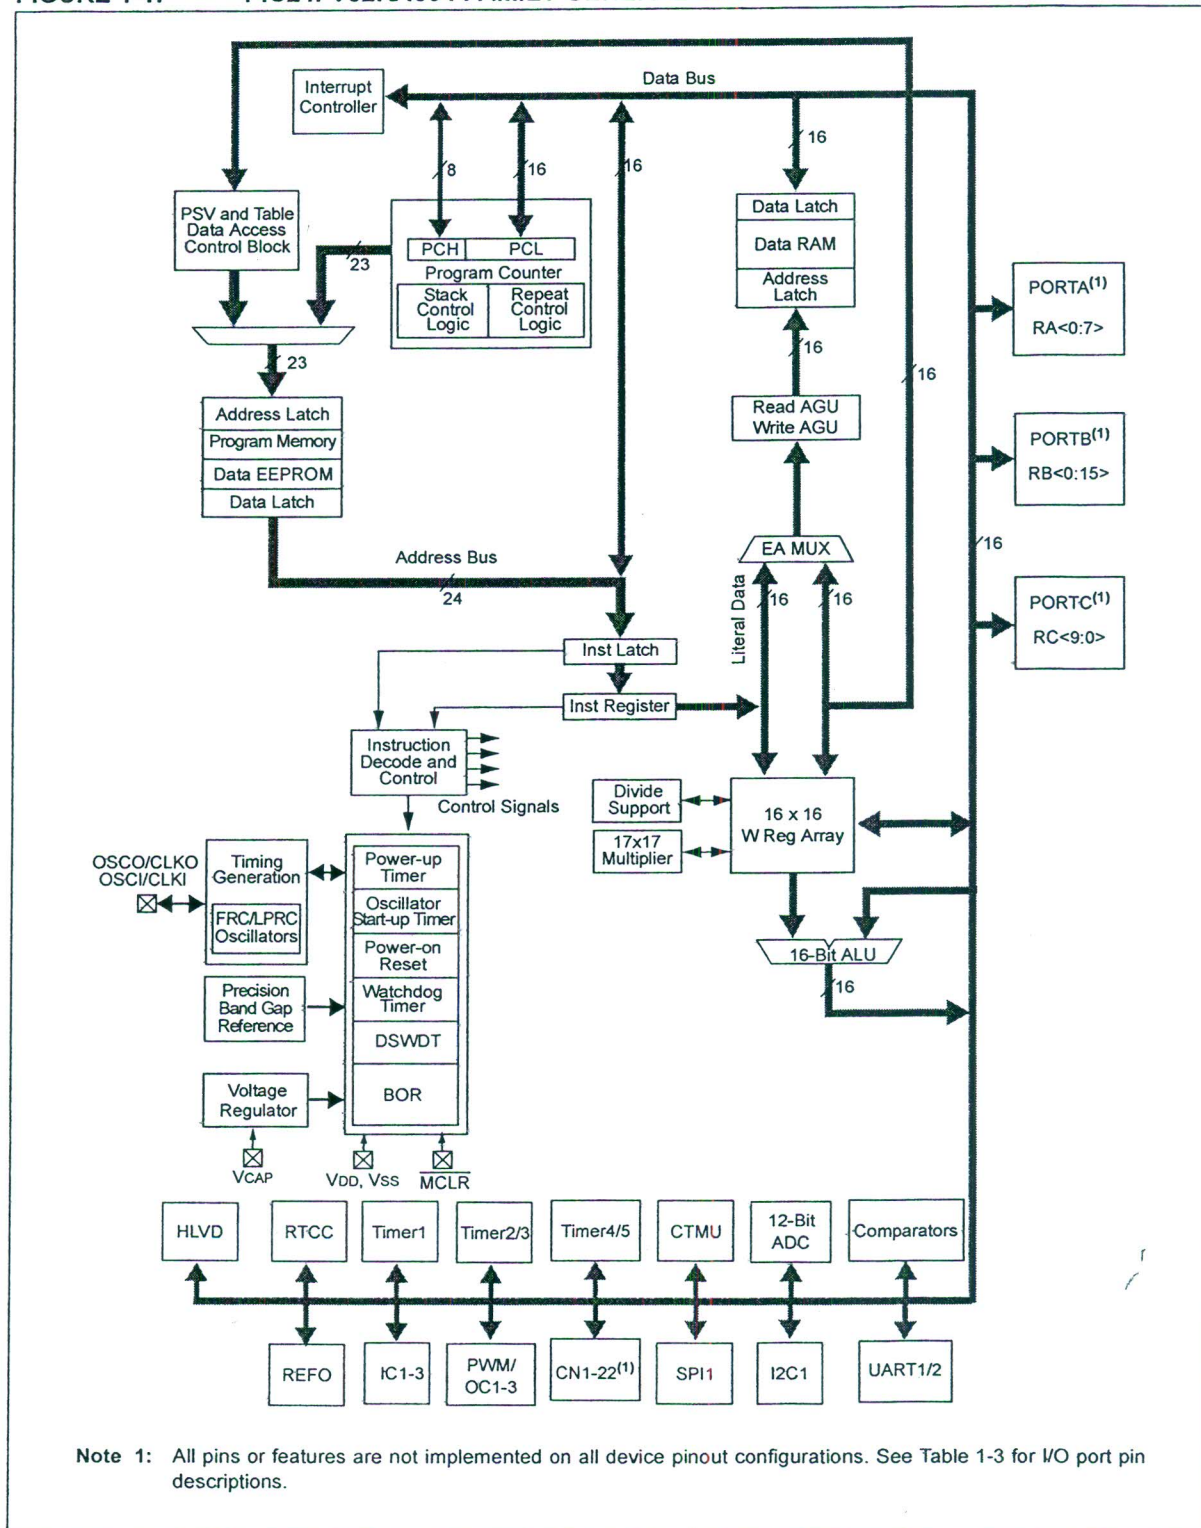 Data Bus
Interrupt
Controller
16
8
16
16
PSV and Table
Data Access
Control Block
Data Latch
Data RAM
Address
Latch
PCH
PCL
23
Program Counter
Stack
Control
Logic
Repeat
Control
Logic
PORTA(1)
RA<0:7>
16
23
16
Address Latch
Program Memory
Data EEPROM
Data Latch
Read AGU
Write AGU
PORTB(1)
RB<0:15>
16
EA MUX
Address Bus
24
Literal Data
16
16
PORTC(1)
RC<9:0>
Inst Latch
Inst Register
Instruction
Decode and
Control
Control Signals
Divide
Support
16 x 16
W Reg Array
17x17
Multiplier
OSCO/CLKO
OSCI/CLKI
Timing
Generation
FRC/LPRC
Oscillators
Power-up
Timer
Oscillator
Start-up Timer
Power-on
Reset
Watchdog
Timer
DSWDT
BOR
16-Bit ALU
16
Precision
Band Gap
Reference
Voltage
Regulator
VCAP
VDD, VSS
MCLR
HLVD
RTCC
Timer1
Timer2/3
Timer4/5
CTMU
12-Bit
ADC
Comparators
REFO
IC1-3
PWM/
OC1-3
CN1-22(1)
SPI1
I2C1
UART1/2
Note 1: All pins or features are not implemented on all device pinout configurations. See Table 1-3 for I/O port pin
descriptions.